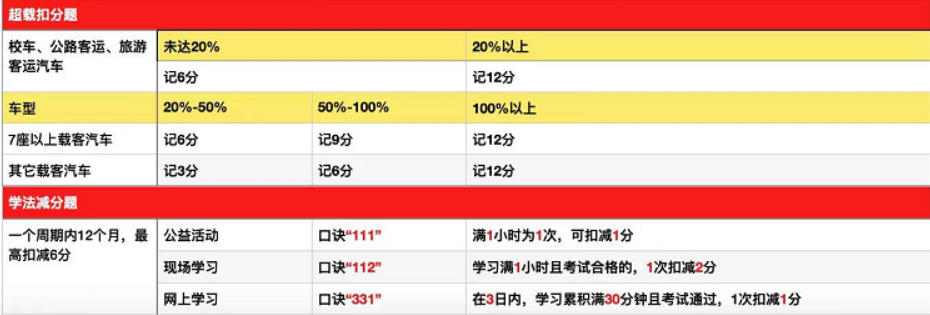 超载扣分题
校车、公路客运、旅游客运汽车 未达20% 20%以上
记6分 记12分
车型 20%-50% 50%-100% 100%以上
7座以上载客汽车 记6分 记9分 记12分
其它载客汽车 记3分 记6分 记12分
学法减分题
一个周期内12个月，最高扣减6分 公益活动 口诀“111” 满1小时为1次，可扣减1分
现场学习 口诀“112” 学习满1小时且考试合格的，1次扣减2分
网上学习 口诀“331” 在3日内，学习累积满30分钟且考试通过，1次扣减1分